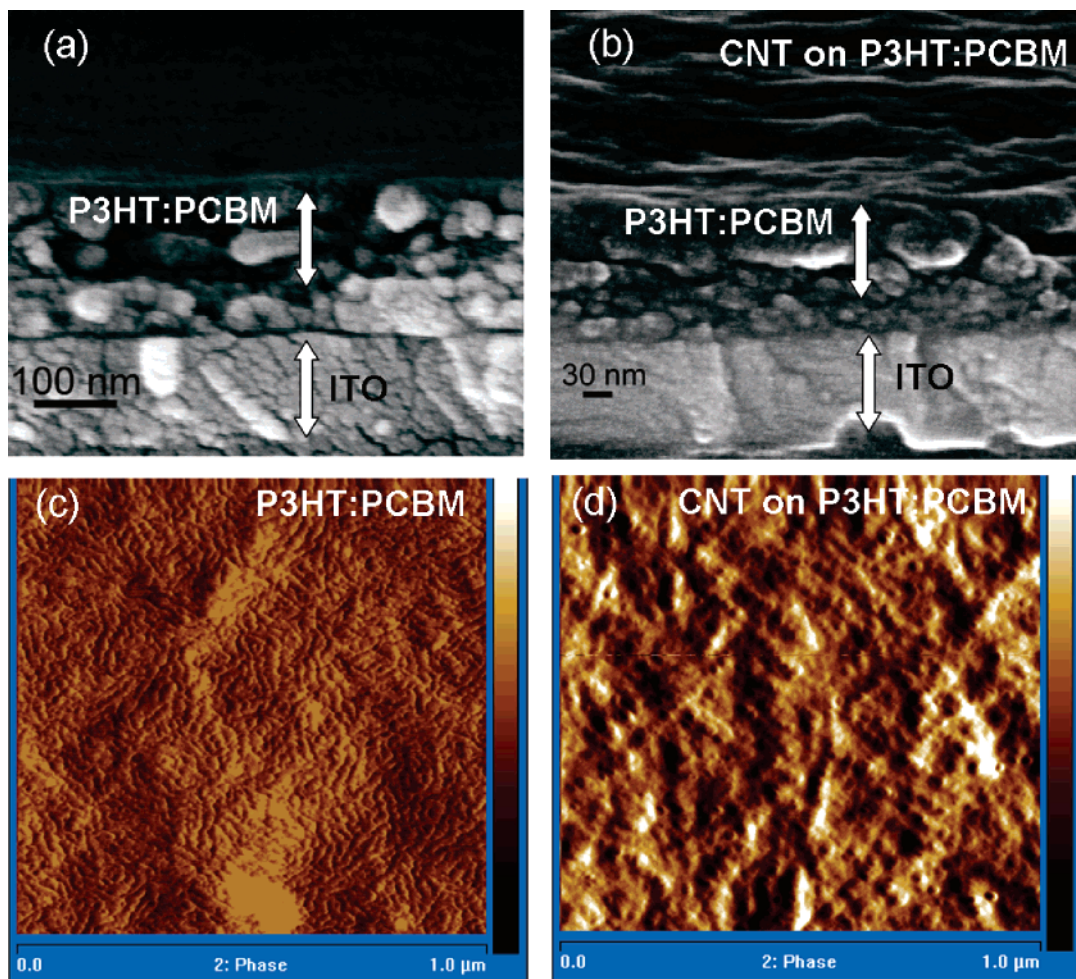 (a)
P3HT:PCBM
100 nm
ITO
(b)
CNT on P3HT:PCBM
P3HT:PCBM
30 nm
ITO
(c)
P3HT:PCBM
0.0 2: Phase 1.0 µm
(d)
CNT on P3HT:PCBM
0.0 2: Phase 1.0 µm